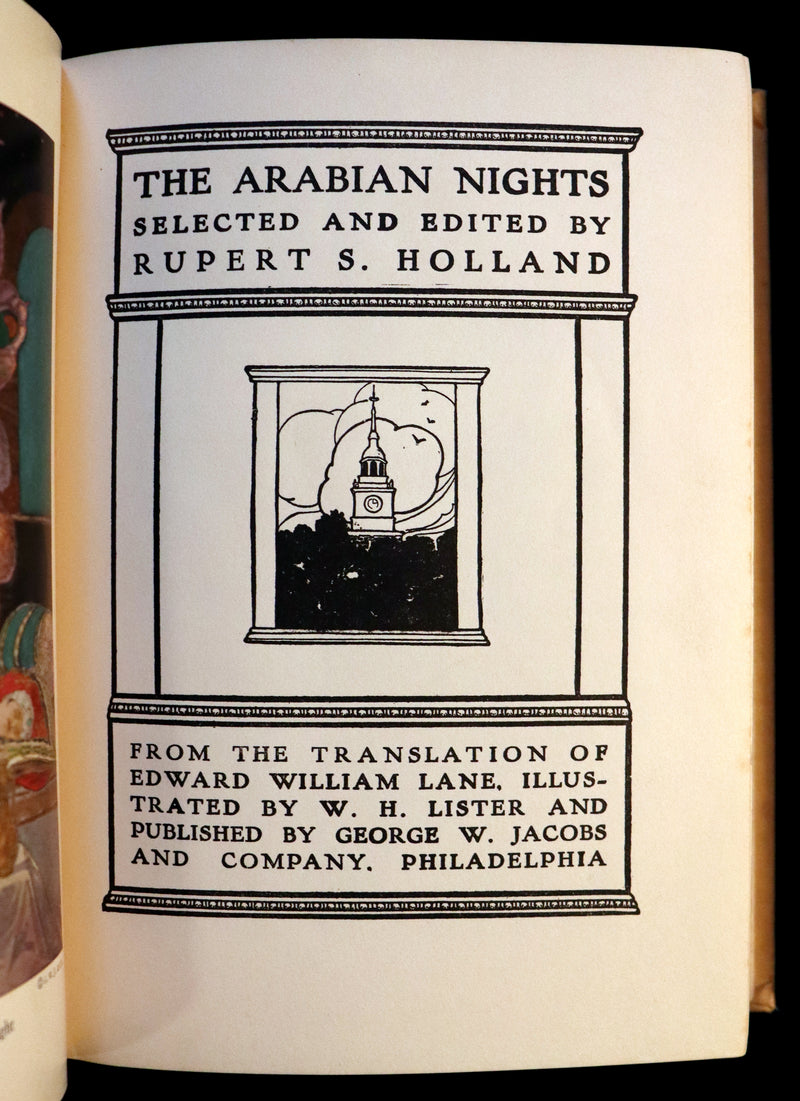 THE ARABIAN NIGHTS
SELECTED AND EDITED BY
RUPERT S. HOLLAND
FROM THE TRANSLATION OF
EDWARD WILLIAM LANE, ILLUS-
TRATED BY W. H. LISTER AND
PUBLISHED BY GEORGE W. JACOBS
AND COMPANY, PHILADELPHIA